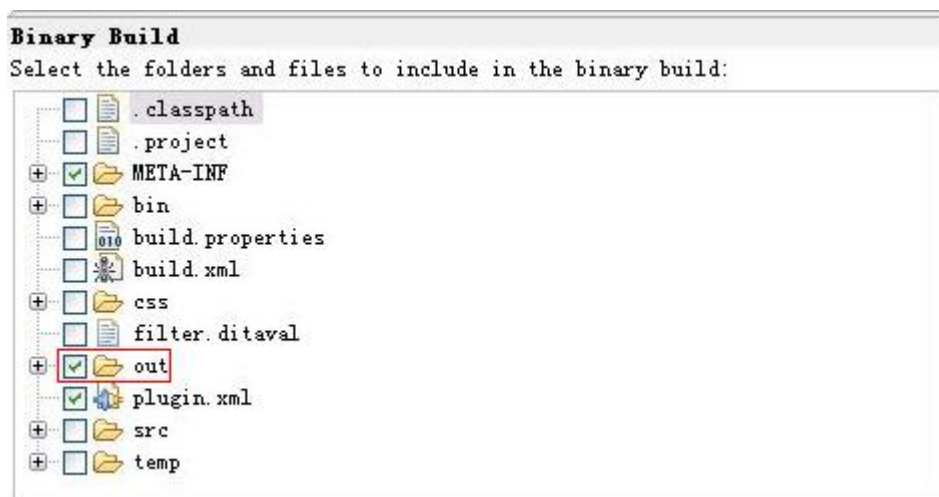 Binary Build
Select the folders and files to include in the binary build:
.classpath
.project
META-INF
bin
build.properties
build.xml
css
filter.ditaval
out
plugin.xml
src
temp